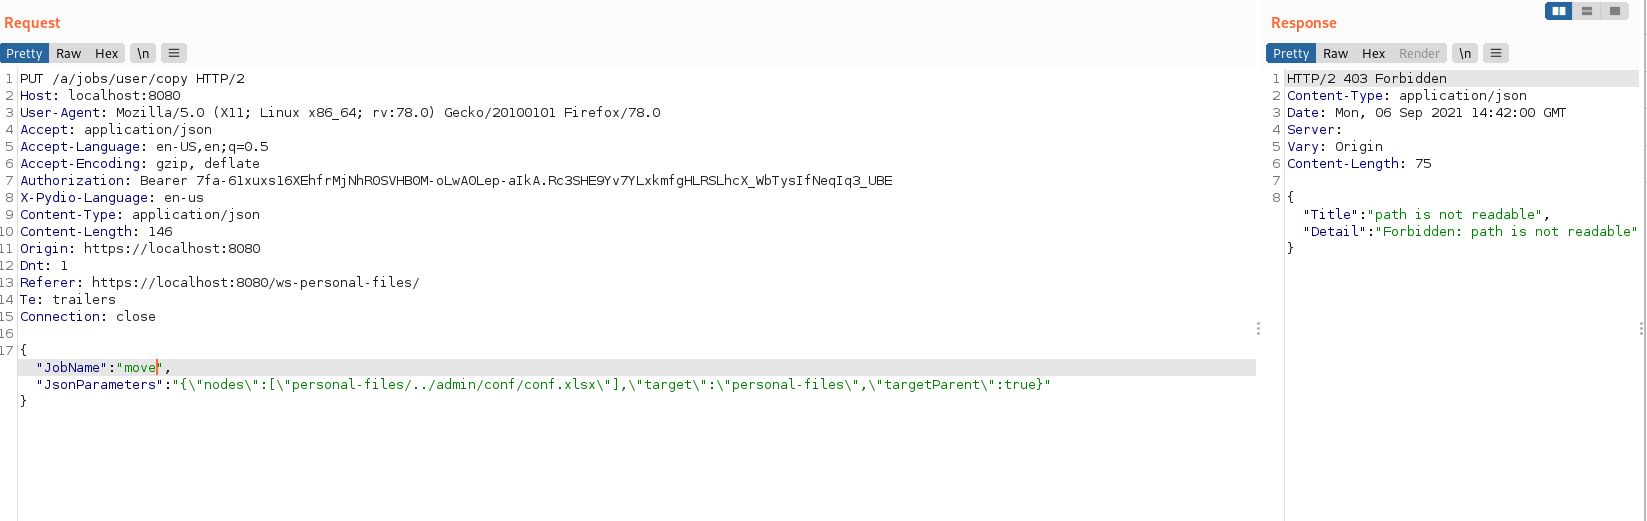 Request
Pretty Raw Hex \n
1 PUT /a/jobs/user/copy HTTP/2
2 Host: localhost:8080
3 User-Agent: Mozilla/5.0 (X11; Linux x86_64; rv:78.0) Gecko/20100101 Firefox/78.0
4 Accept: application/json
5 Accept-Language: en-US,en;q=0.5
6 Accept-Encoding: gzip, deflate
7 Authorization: Bearer 7fa-61xuxs16XEhfrMjNhROSVHB0M-oLwA0Lep-aIkA.Rc3SHE9Yv7YLxkmfgHLRSLhcX_WbTysIfNeqIq3_UBE
8 X-Pydio-Language: en-us
9 Content-Type: application/json
10 Content-Length: 146
11 Origin: https://localhost:8080
12 Dnt: 1
13 Referer: https://localhost:8080/ws-personal-files/
14 Te: trailers
15 Connection: close
16
17 {
"JobName":"move",
"JsonParameters":"{\"nodes\":[\"personal-files/../admin/conf/conf.xlsx\"],\"target\":\"personal-files\",\"targetParent\":true}"
}
Response
Pretty Raw Hex Render \n
1 HTTP/2 403 Forbidden
2 Content-Type: application/json
3 Date: Mon, 06 Sep 2021 14:42:00 GMT
4 Server:
5 Vary: Origin
6 Content-Length: 75
7
8 {
"Title":"path is not readable",
"Detail":"Forbidden: path is not readable"
}